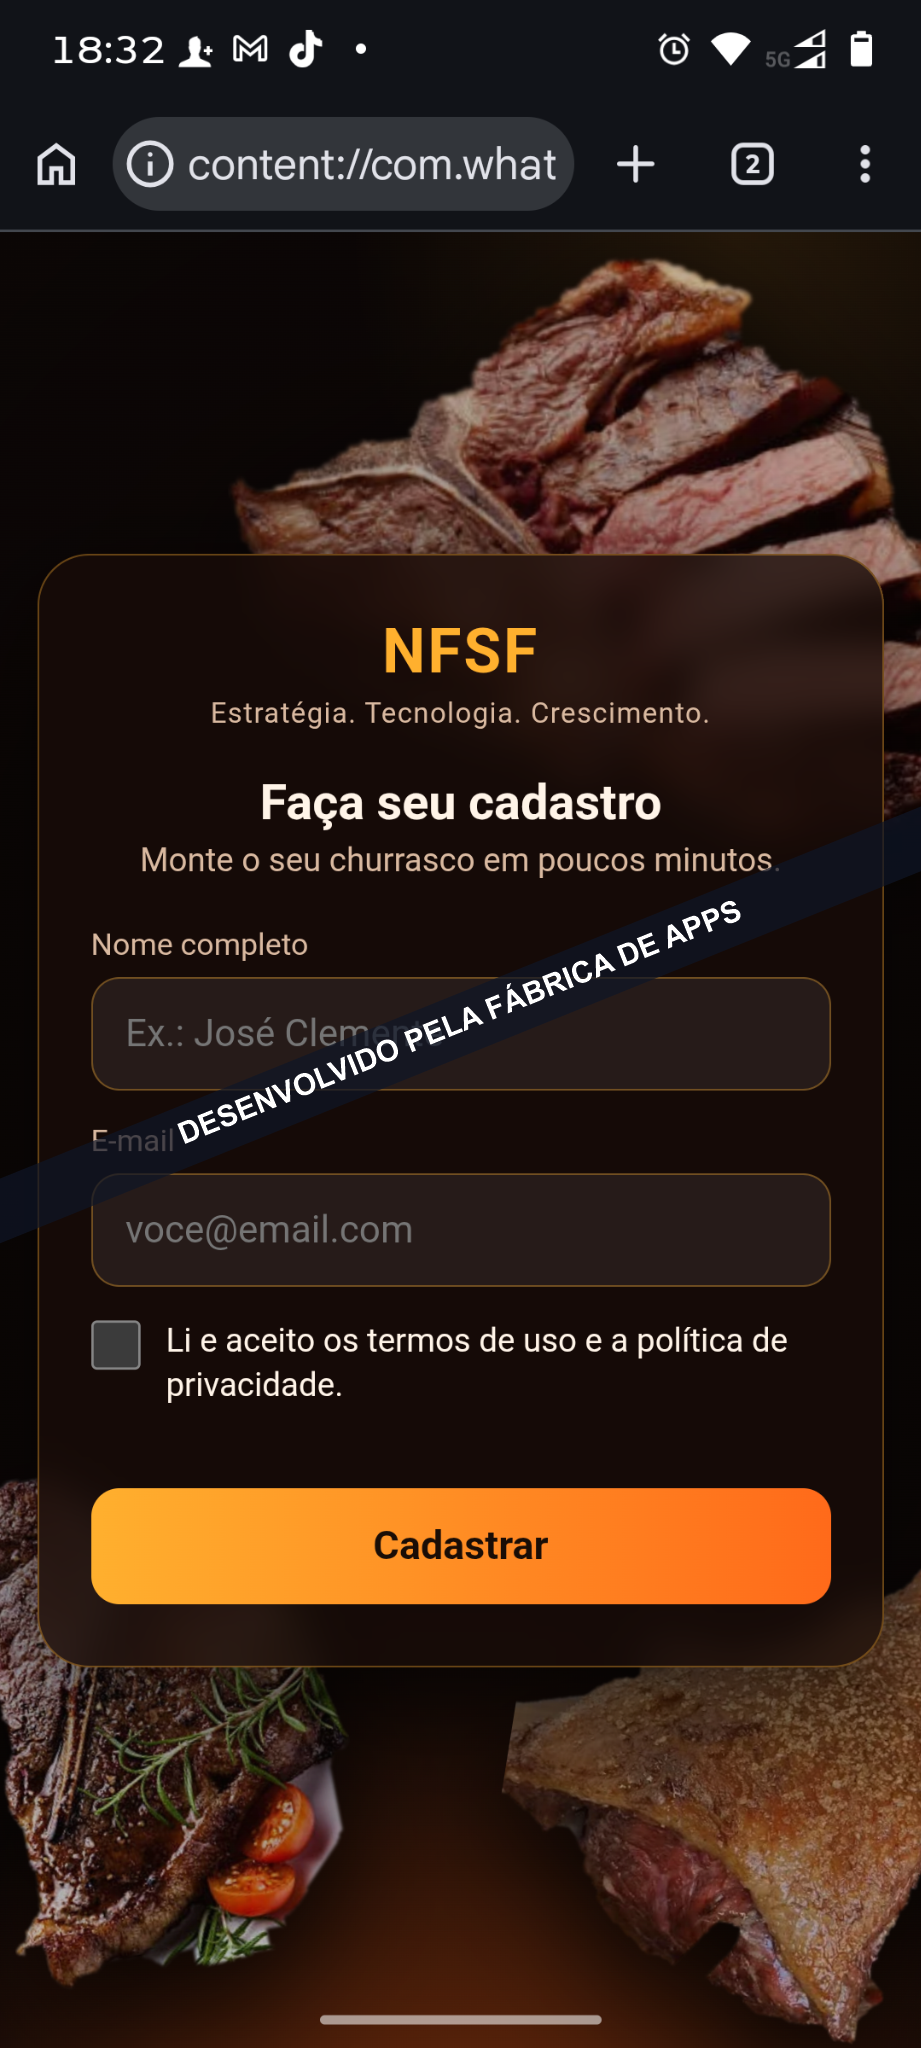 18:32
5G
content://com.what
2
NFSF
Estratégia. Tecnologia. Crescimento.
Faça seu cadastro
Monte o seu churrasco em poucos minutos.
Nome completo
Ex.: José Clemente
DESENVOLVIDO PELA FÁBRICA DE APPS
E-mail
voce@email.com
Li e aceito os termos de uso e a política de
privacidade.
Cadastrar